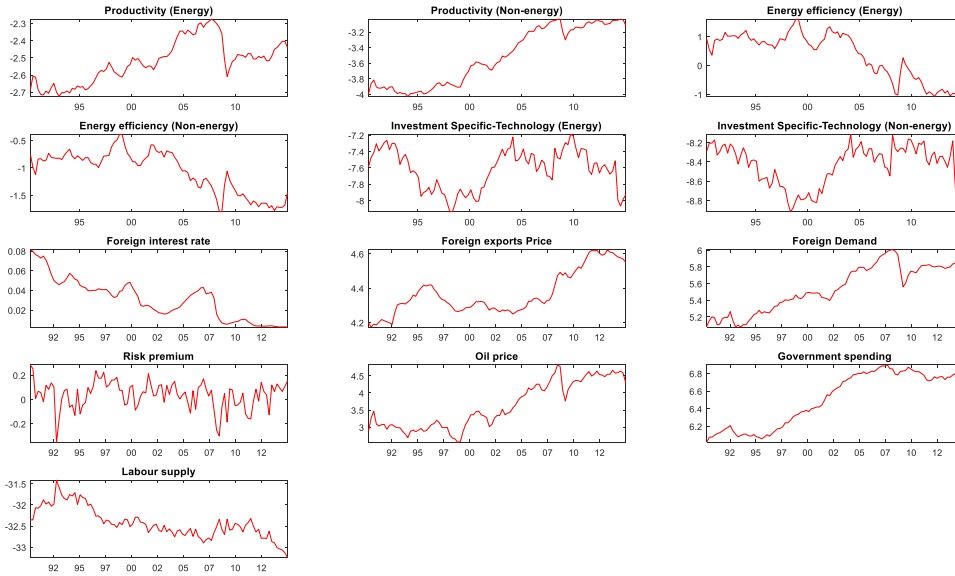 Productivity (Energy)
-2.3
-2.4
-2.5
-2.6
-2.7
95 00 05 10
Productivity (Non-energy)
-3.2
-3.4
-3.6
-3.8
-4
95 00 05 10
Energy efficiency (Energy)
1
0
-1
95 00 05 10
Energy efficiency (Non-energy)
-0.5
-1
-1.5
95 00 05 10
Investment Specific-Technology (Energy)
-7.2
-7.4
-7.6
-7.8
-8
95 00 05 10
Investment Specific-Technology (Non-energy)
-8.2
-8.4
-8.6
-8.8
95 00 05 10
Foreign interest rate
0.08
0.06
0.04
0.02
92 95 97 00 02 05 07 10 12
Foreign exports Price
4.6
4.4
4.2
92 95 97 00 02 05 07 10 12
Foreign Demand
6
5.8
5.6
5.4
5.2
92 95 97 00 02 05 07 10 12
Risk premium
0.2
0
-0.2
92 95 97 00 02 05 07 10 12
Oil price
4.5
4
3.5
3
92 95 97 00 02 05 07 10 12
Government spending
6.8
6.6
6.4
6.2
92 95 97 00 02 05 07 10 12
Labour supply
-31.5
-32
-32.5
-33
92 95 97 00 02 05 07 10 12